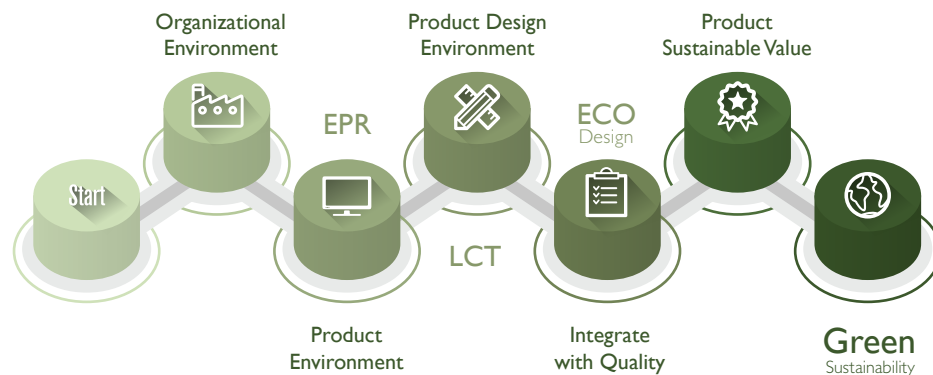 Organizational
Environment
Product Design
Environment
Product
Sustainable Value
EPR
ECO
Design
Start
LCT
Product
Environment
Integrate
with Quality
Green
Sustainability